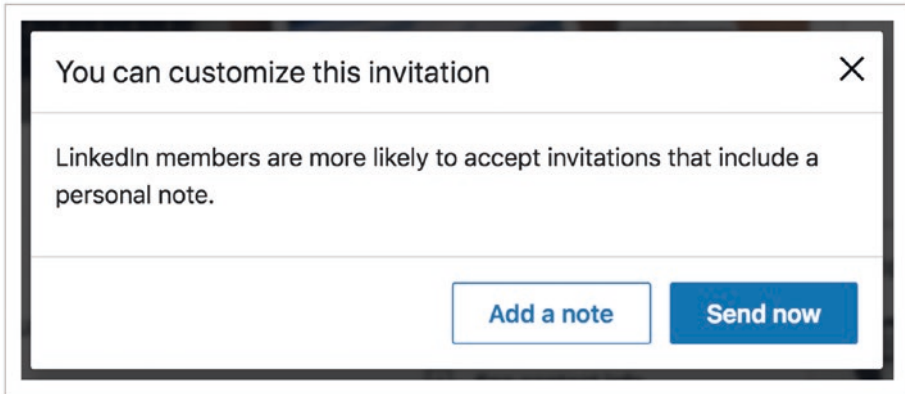 You can customize this invitation
LinkedIn members are more likely to accept invitations that include a
personal note.
Add a note
Send now